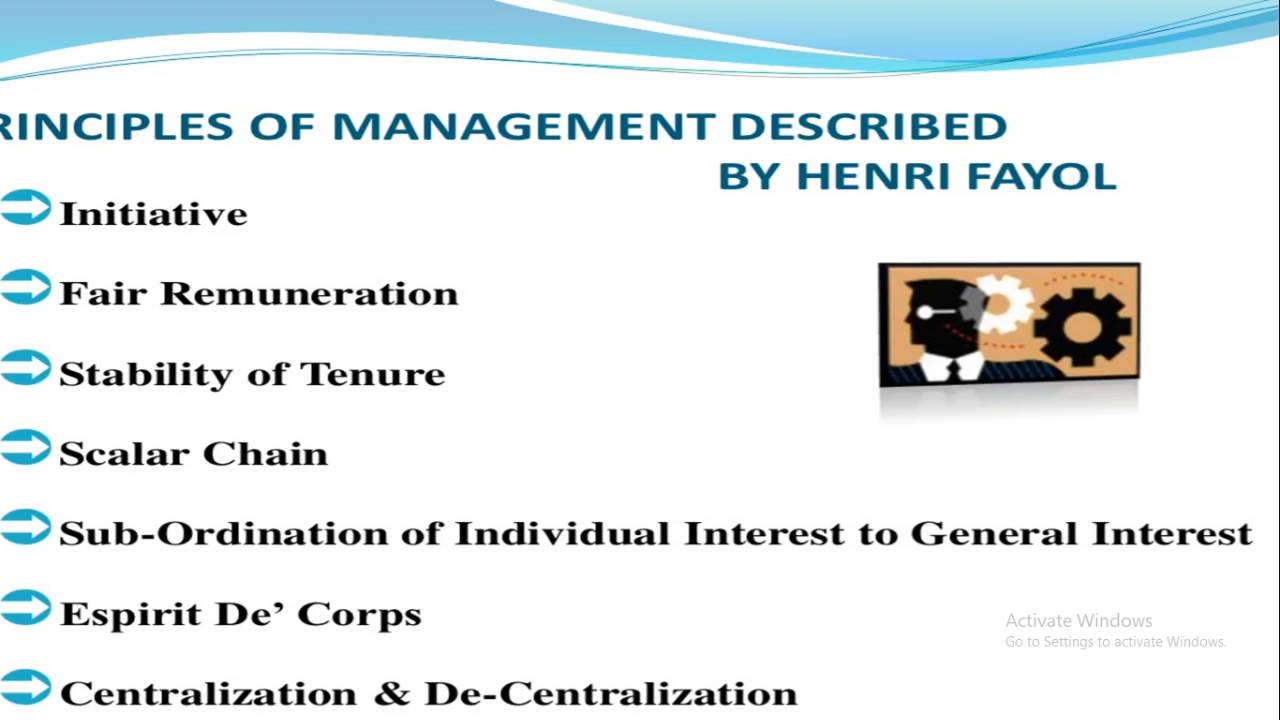 RINCIPLES OF MANAGEMENT DESCRIBED
BY HENRI FAYOL
Initiative
Fair Remuneration
Stability of Tenure
Scalar Chain
Sub-Ordination of Individual Interest to General Interest
Espirit De’ Corps
Activate Windows
Go to Settings to activate Windows.
Centralization & De-Centralization